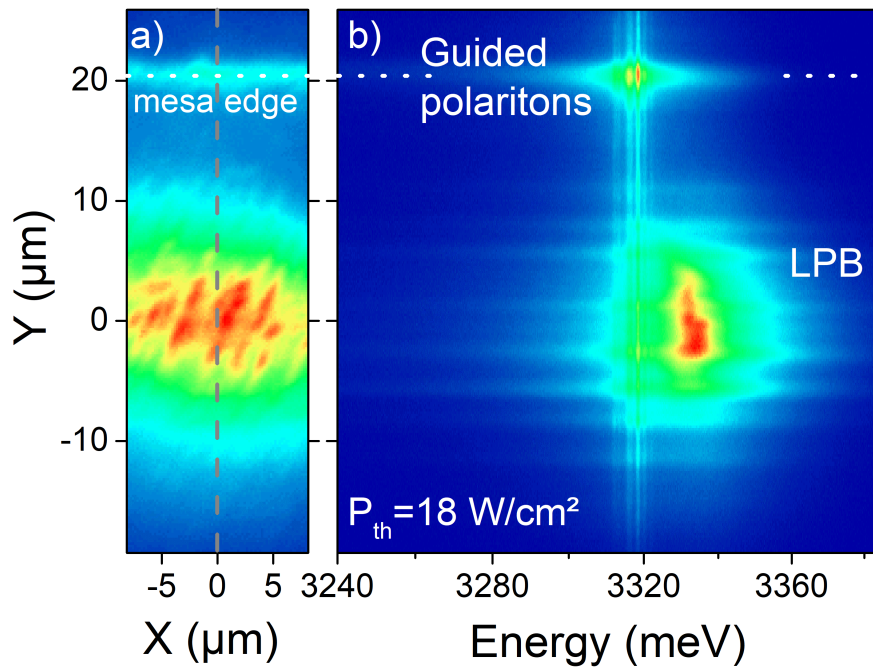 a)
b)
Guided
polaritons
mesa edge
LPB
P_th=18 W/cm²
20
10
0
-10
Y (μm)
-5 0 5
3240 3280 3320 3360
X (μm)
Energy (meV)